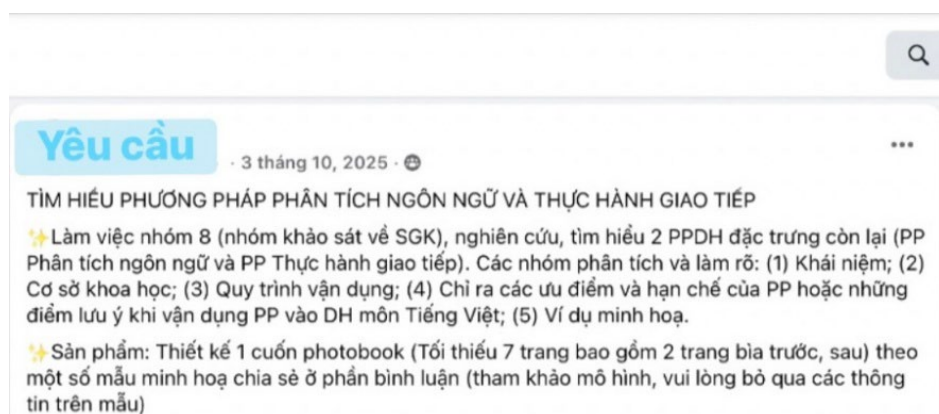 Yêu cầu
· 3 tháng 10, 2025 ·
TÌM HIỂU PHƯƠNG PHÁP PHÂN TÍCH NGÔN NGỮ VÀ THỰC HÀNH GIAO TIẾP
✨Làm việc nhóm 8 (nhóm khảo sát về SGK), nghiên cứu, tìm hiểu 2 PPDH đặc trưng còn lại (PP
Phân tích ngôn ngữ và PP Thực hành giao tiếp). Các nhóm phân tích và làm rõ: (1) Khái niệm; (2)
Cơ sở khoa học; (3) Quy trình vận dụng; (4) Chỉ ra các ưu điểm và hạn chế của PP hoặc những
điểm lưu ý khi vận dụng PP vào DH môn Tiếng Việt; (5) Ví dụ minh hoạ.
✨Sản phẩm: Thiết kế 1 cuốn photobook (Tối thiểu 7 trang bao gồm 2 trang bìa trước, sau) theo
một số mẫu minh hoạ chia sẻ ở phần bình luận (tham khảo mô hình, vui lòng bỏ qua các thông
tin trên mẫu)